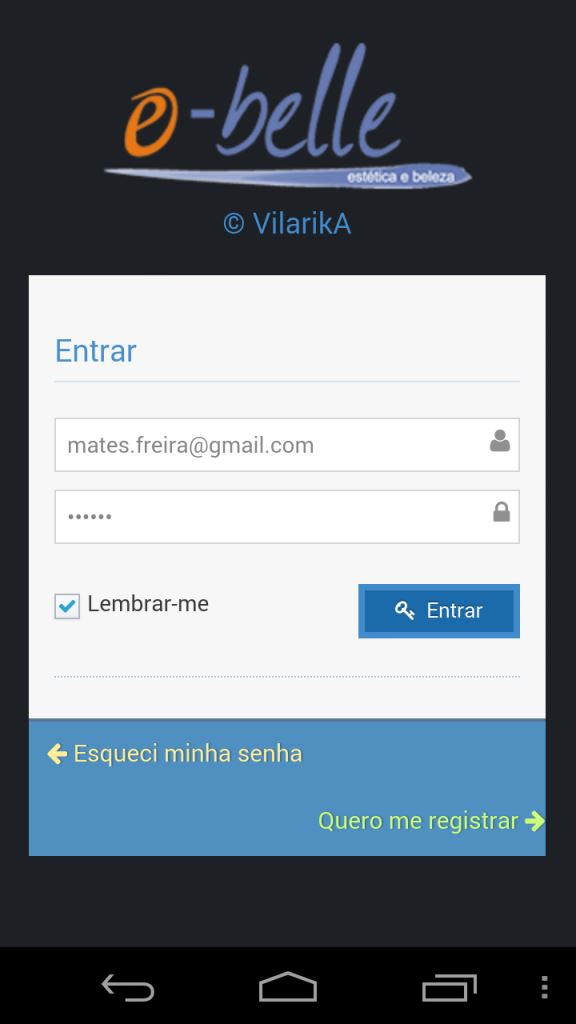 e-belle
estética e beleza
© VilarikA
Entrar
mates.freira@gmail.com
••••••
Lembrar-me
Entrar
Esqueci minha senha
Quero me registrar